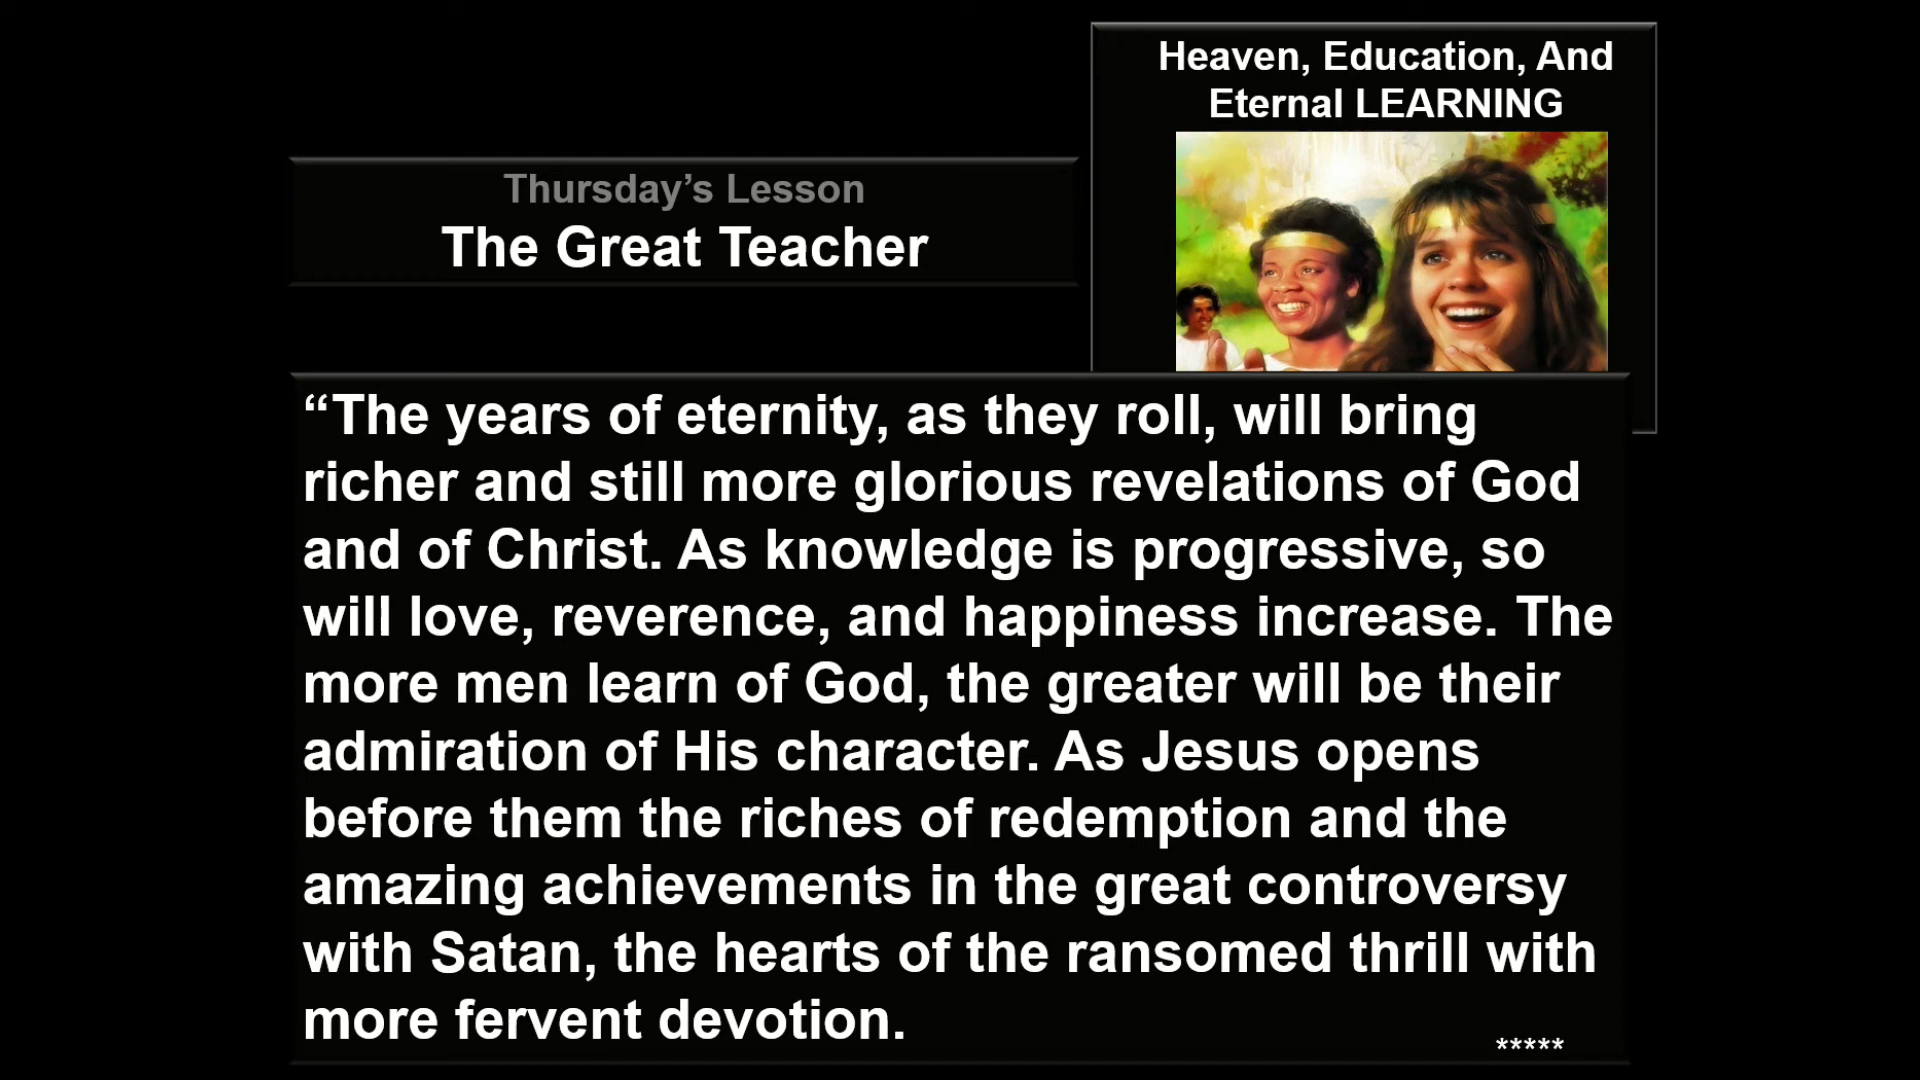 Heaven, Education, And
Eternal LEARNING
Thursday’s Lesson
The Great Teacher
“The years of eternity, as they roll, will bring
richer and still more glorious revelations of God
and of Christ. As knowledge is progressive, so
will love, reverence, and happiness increase. The
more men learn of God, the greater will be their
admiration of His character. As Jesus opens
before them the riches of redemption and the
amazing achievements in the great controversy
with Satan, the hearts of the ransomed thrill with
more fervent devotion.
*****